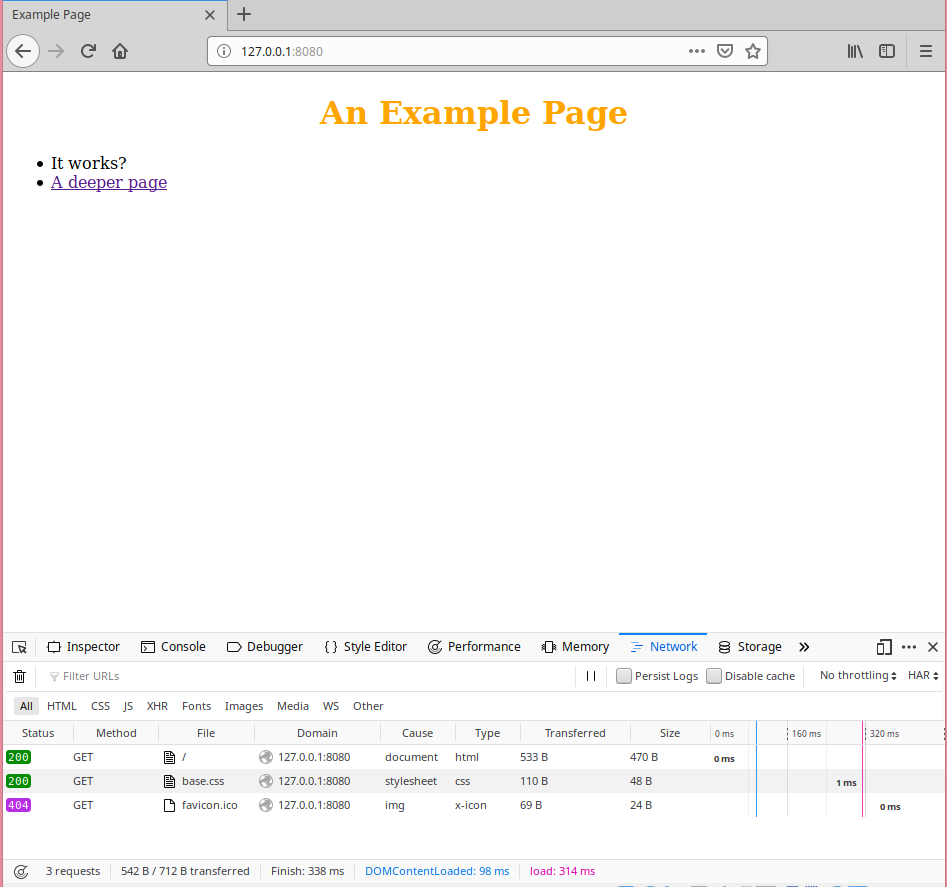 Example Page
127.0.0.1:8080
An Example Page
It works?
A deeper page
Inspector Console Debugger Style Editor Performance Memory Network Storage
Filter URLs Persist Logs Disable cache No throttling HAR
All HTML CSS JS XHR Fonts Images Media WS Other
Status Method File Domain Cause Type Transferred Size 0 ms 160 ms 320 ms
200 GET / 127.0.0.1:8080 document html 533 B 470 B 0 ms
200 GET base.css 127.0.0.1:8080 stylesheet css 110 B 48 B 1 ms
404 GET favicon.ico 127.0.0.1:8080 img x-icon 69 B 24 B 0 ms
3 requests 542 B / 712 B transferred Finish: 338 ms DOMContentLoaded: 98 ms load: 314 ms